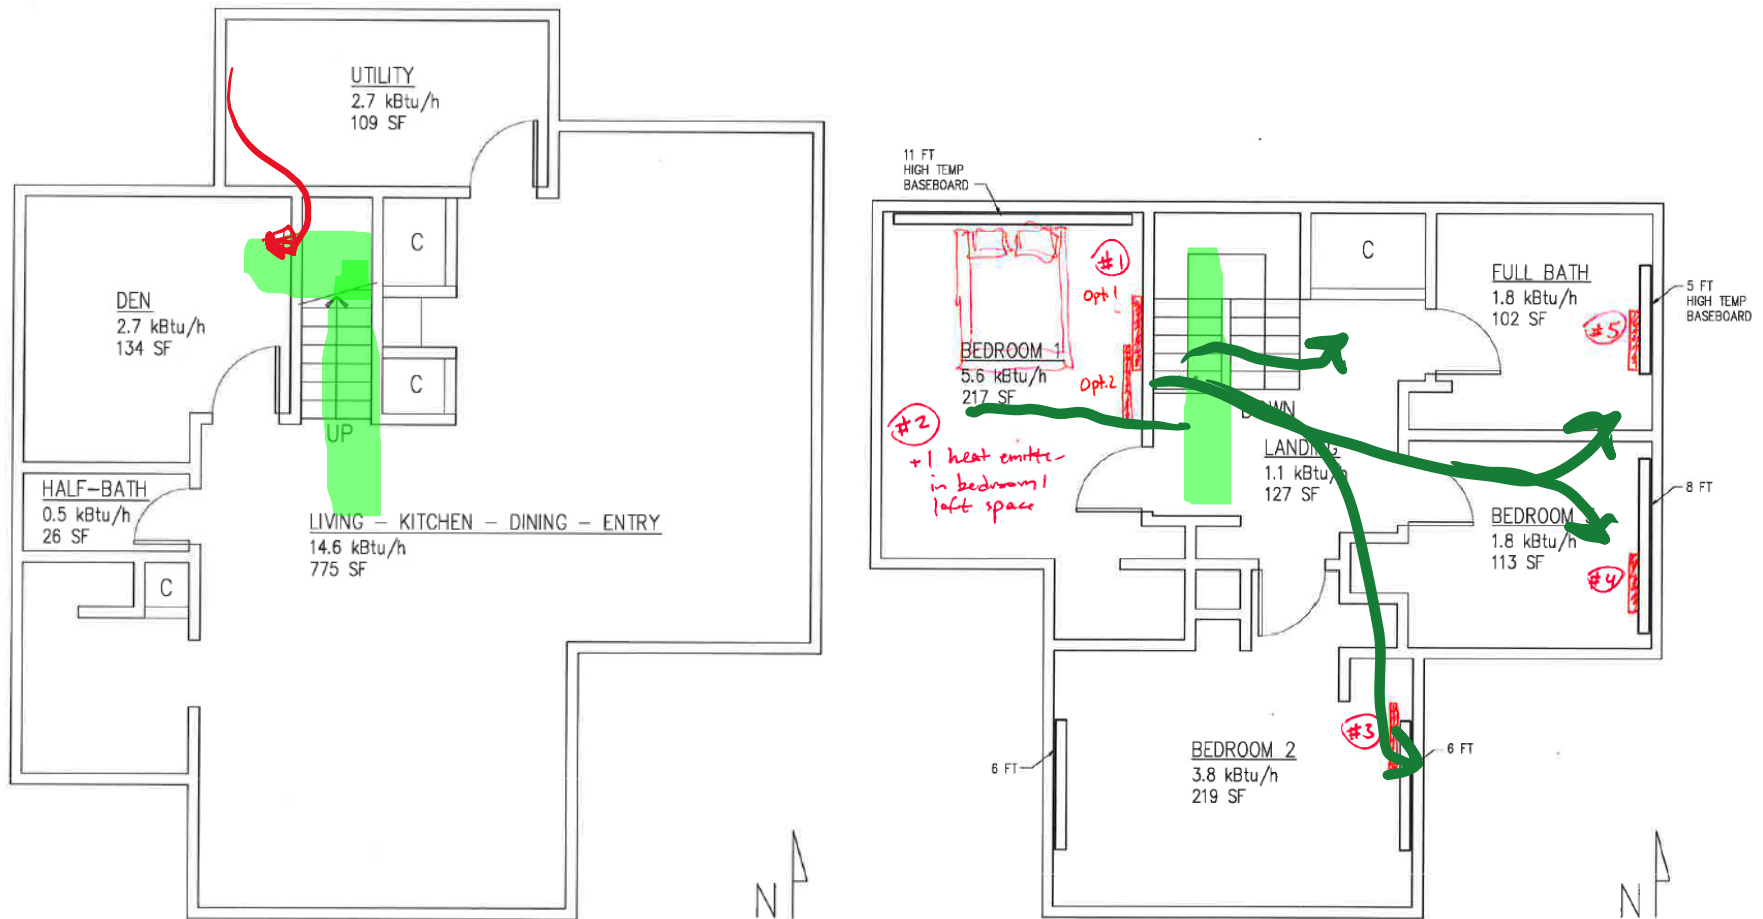 UTILITY
2.7 kBtu/h
109 SF
C
DEN
2.7 kBtu/h
134 SF
C
UP
HALF-BATH
0.5 kBtu/h
26 SF
LIVING - KITCHEN - DINING - ENTRY
14.6 kBtu/h
775 SF
C
N
11 FT
HIGH TEMP
BASEBOARD
#1
Opt.1
C
FULL BATH
1.8 kBtu/h
102 SF
5 FT
HIGH TEMP
BASEBOARD
#5
BEDROOM 1
5.6 kBtu/h
217 SF
Opt.2
#2
+1 heat emitter
in bedroom 1
left space
DOWN
LANDING
1.1 kBtu/h
127 SF
8 FT
BEDROOM 3
1.8 kBtu/h
113 SF
#4
#3
BEDROOM 2
3.8 kBtu/h
219 SF
6 FT
6 FT
N